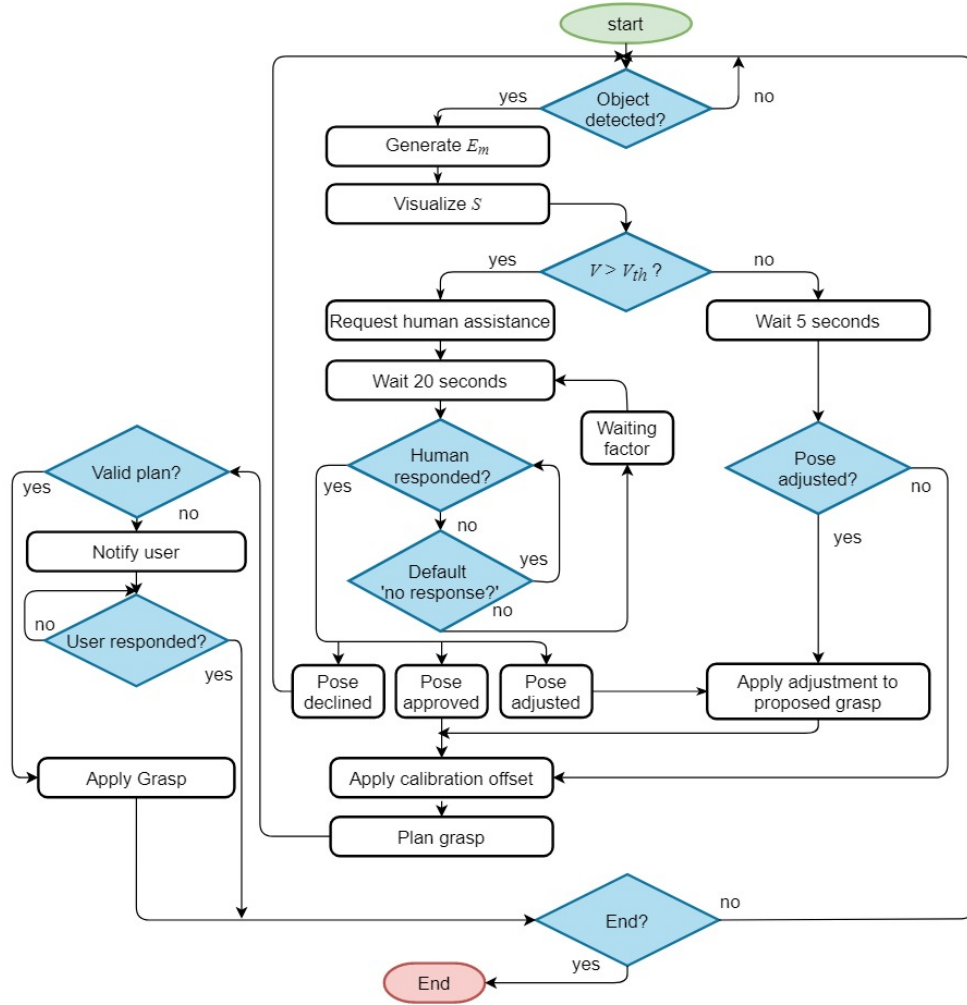 start
Object
detected?
yes
no
Generate E_m
Visualize S
V > V_th ?
yes
no
Request human assistance
Wait 5 seconds
Wait 20 seconds
Waiting
factor
Human
responded?
yes
no
Pose
adjusted?
no
yes
Valid plan?
yes
no
Notify user
Default
'no response?'
yes
no
User responded?
no
yes
Pose
declined
Pose
approved
Pose
adjusted
Apply adjustment to
proposed grasp
Apply Grasp
Apply calibration offset
Plan grasp
End?
no
yes
End